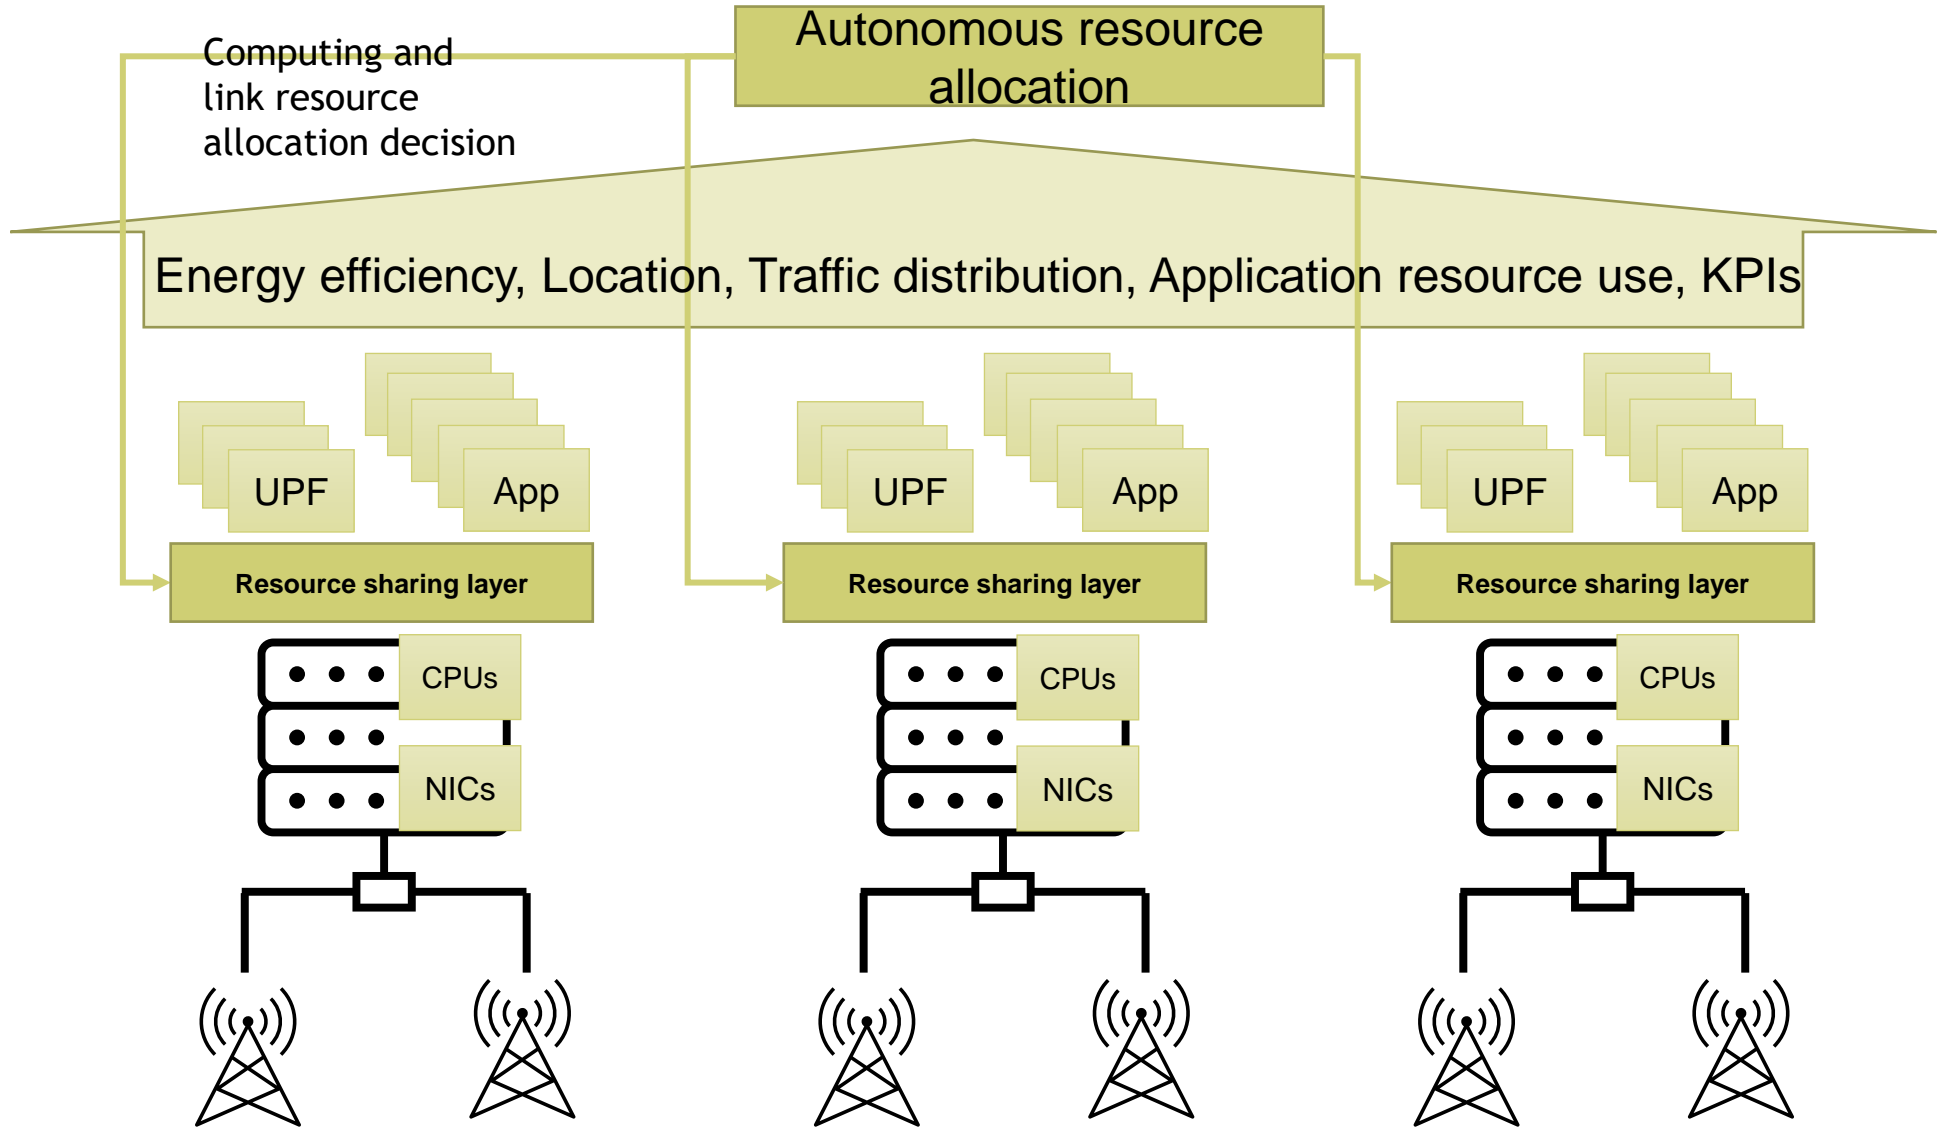 Computing and
link resource
allocation decision
Autonomous resource
allocation
Energy efficiency, Location, Traffic distribution, Application resource use, KPIs
UPF
App
UPF
App
UPF
App
Resource sharing layer
Resource sharing layer
Resource sharing layer
CPUs
CPUs
CPUs
NICs
NICs
NICs